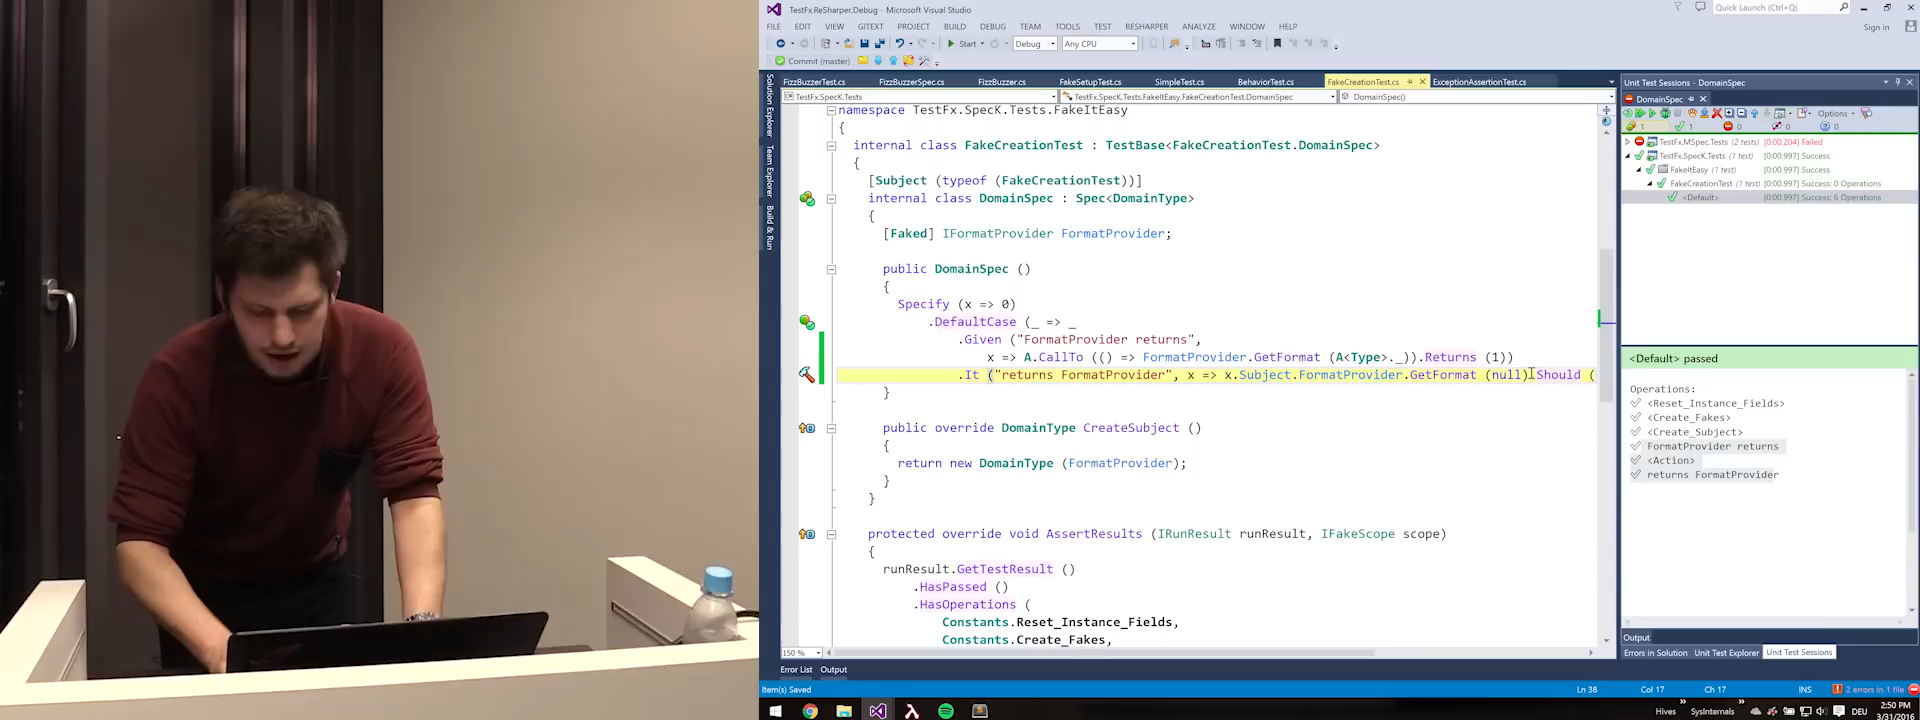 TestFx.ReSharper.Debug - Microsoft Visual Studio
Quick Launch (Ctrl+Q)
FILE EDIT VIEW GITEXT PROJECT BUILD DEBUG TEAM TOOLS TEST RESHARPER ANALYZE WINDOW HELP
Sign in
Start Debug Any CPU
Commit (master)
Solution Explorer
Team Explorer
Build & Run
FizzBuzzerTest.cs FizzBuzzerSpec.cs FizzBuzzer.cs FakeSetupTest.cs SimpleTest.cs BehaviorTest.cs FakeCreationTest.cs ExceptionAssertionTest.cs
TestFx.SpecK.Tests TestFx.SpecK.Tests.FakeItEasy.FakeCreationTest.DomainSpec DomainSpec()
namespace TestFx.SpecK.Tests.FakeItEasy
{
internal class FakeCreationTest : TestBase<FakeCreationTest.DomainSpec>
{
[Subject (typeof (FakeCreationTest))]
internal class DomainSpec : Spec<DomainType>
{
[Faked] IFormatProvider FormatProvider;
public DomainSpec ()
{
Specify (x => 0)
.DefaultCase (_ => _
.Given ("FormatProvider returns",
x => A.CallTo (() => FormatProvider.GetFormat (A<Type>._)).Returns (1))
.It ("returns FormatProvider", x => x.Subject.FormatProvider.GetFormat (null).Should (
}
public override DomainType CreateSubject ()
{
return new DomainType (FormatProvider);
}
}
protected override void AssertResults (IRunResult runResult, IFakeScope scope)
{
runResult.GetTestResult ()
.HasPassed ()
.HasOperations (
Constants.Reset_Instance_Fields,
Constants.Create_Fakes,
150 %
Error List Output
Unit Test Sessions - DomainSpec
DomainSpec
Options
1 1 0 0 0
TestFx.MSpec.Tests (2 tests) [0:00.204] Failed
TestFx.SpecK.Tests (1 test) [0:00.997] Success
FakeItEasy (1 test) [0:00.997] Success
FakeCreationTest (1 test) [0:00.997] Success: 0 Operations
<Default> [0:00.997] Success: 6 Operations
<Default> passed
Operations:
<Reset_Instance_Fields>
<Create_Fakes>
<Create_Subject>
FormatProvider returns
<Action>
returns FormatProvider
Output
Errors in Solution Unit Test Explorer Unit Test Sessions
Item(s) Saved Ln 38 Col 17 Ch 17 INS 2 errors in 1 file
Hives SysInternals DEU 2:50 PM
3/31/2016